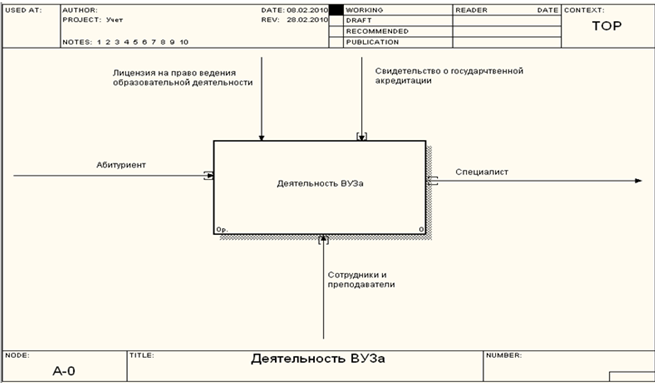 USED AT:
AUTHOR:
PROJECT: Учет
NOTES: 1 2 3 4 5 6 7 8 9 10
DATE: 08.02.2010
REV: 28.02.2010
WORKING
DRAFT
RECOMMENDED
PUBLICATION
READER DATE
CONTEXT:
TOP
Лицензия на право ведения
образовательной деятельности
Свидетельство о государчтвенной
акредитации
Абитуриент
Деятельность ВУЗа
0р. 0
Специалист
Сотрудники и
преподаватели
NODE:
A-0
TITLE:
Деятельность ВУЗа
NUMBER: